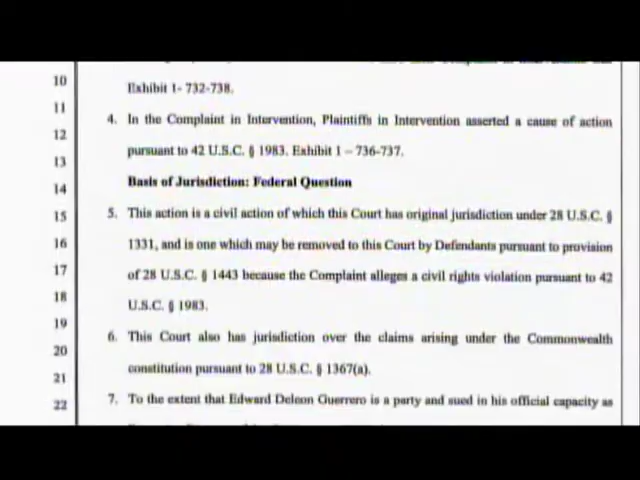 10
Exhibit 1- 732-738.
11
4. In the Complaint in Intervention, Plaintiffs in Intervention asserted a cause of action
12
pursuant to 42 U.S.C. § 1983. Exhibit 1 – 736-737.
13
14 Basis of Jurisdiction: Federal Question
15 5. This action is a civil action of which this Court has original jurisdiction under 28 U.S.C. §
16 1331, and is one which may be removed to this Court by Defendants pursuant to provision
17 of 28 U.S.C. § 1443 because the Complaint alleges a civil rights violation pursuant to 42
18 U.S.C. § 1983.
19
6. This Court also has jurisdiction over the claims arising under the Commonwealth
20
constitution pursuant to 28 U.S.C. § 1367(a).
21
22 7. To the extent that Edward Deleon Guerrero is a party and sued in his official capacity as